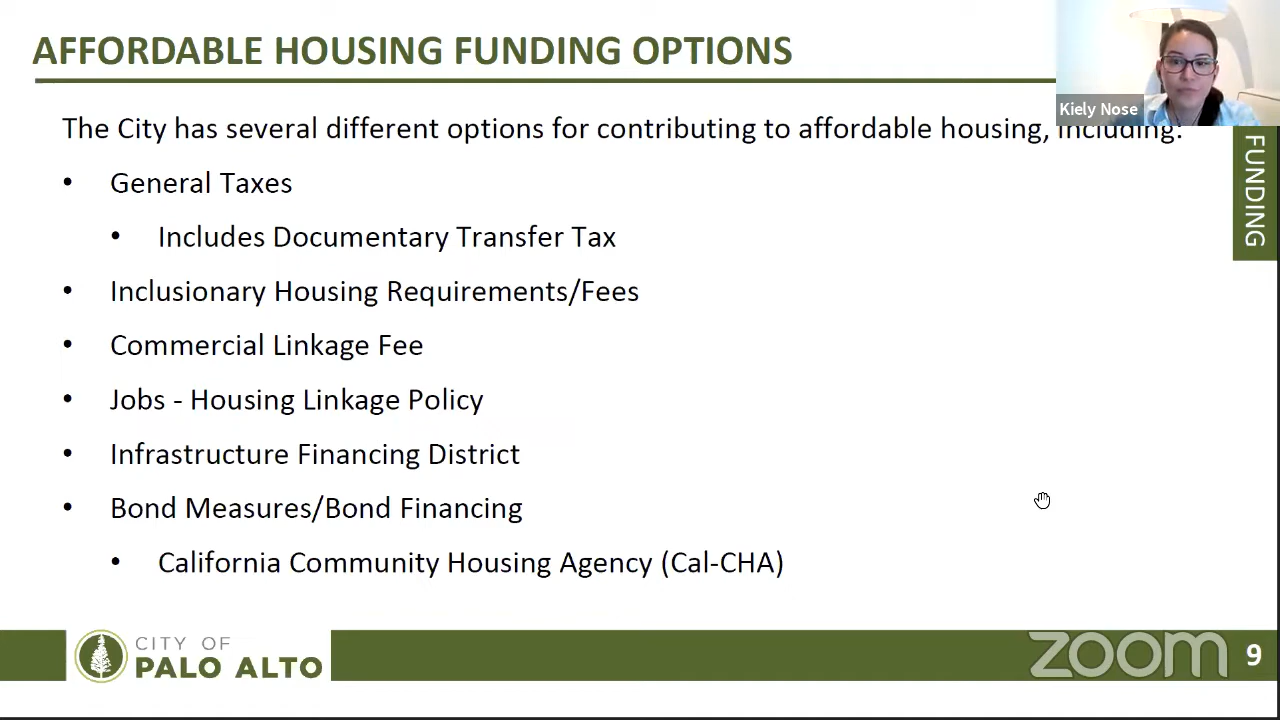 AFFORDABLE HOUSING FUNDING OPTIONS
Kiely Nose
The City has several different options for contributing to affordable housing, including:
FUNDING
• General Taxes
• Includes Documentary Transfer Tax
• Inclusionary Housing Requirements/Fees
• Commercial Linkage Fee
• Jobs - Housing Linkage Policy
• Infrastructure Financing District
• Bond Measures/Bond Financing
• California Community Housing Agency (Cal-CHA)
CITY OF
PALO ALTO
zoom
9